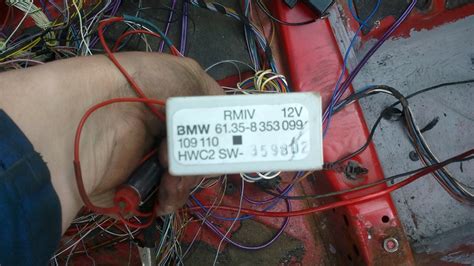 RMIV 12V
BMW 61.35-8 353 099
109 110
HWC2 SW-